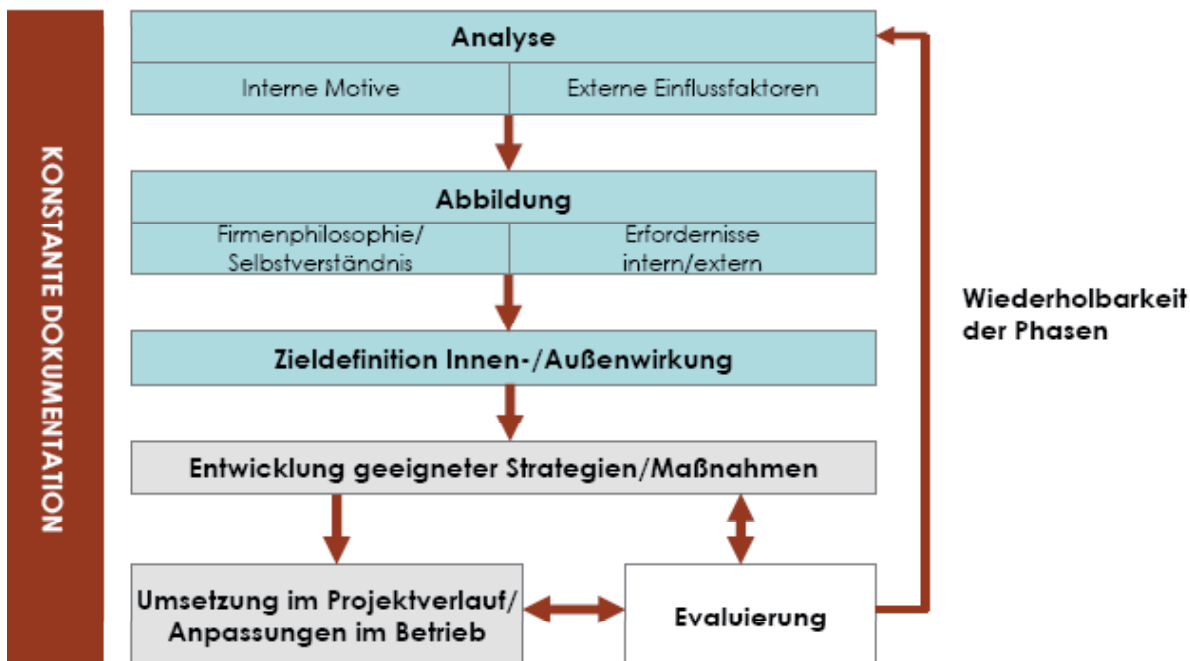 KONSTANTE DOKUMENTATION
Analyse
Interne Motive
Externe Einflussfaktoren
Abbildung
Firmenphilosophie/
Selbstverständnis
Erfordernisse
intern/extern
Zieldefinition Innen-/Außenwirkung
Entwicklung geeigneter Strategien/Maßnahmen
Umsetzung im Projektverlauf/
Anpassungen im Betrieb
Evaluierung
Wiederholbarkeit
der Phasen